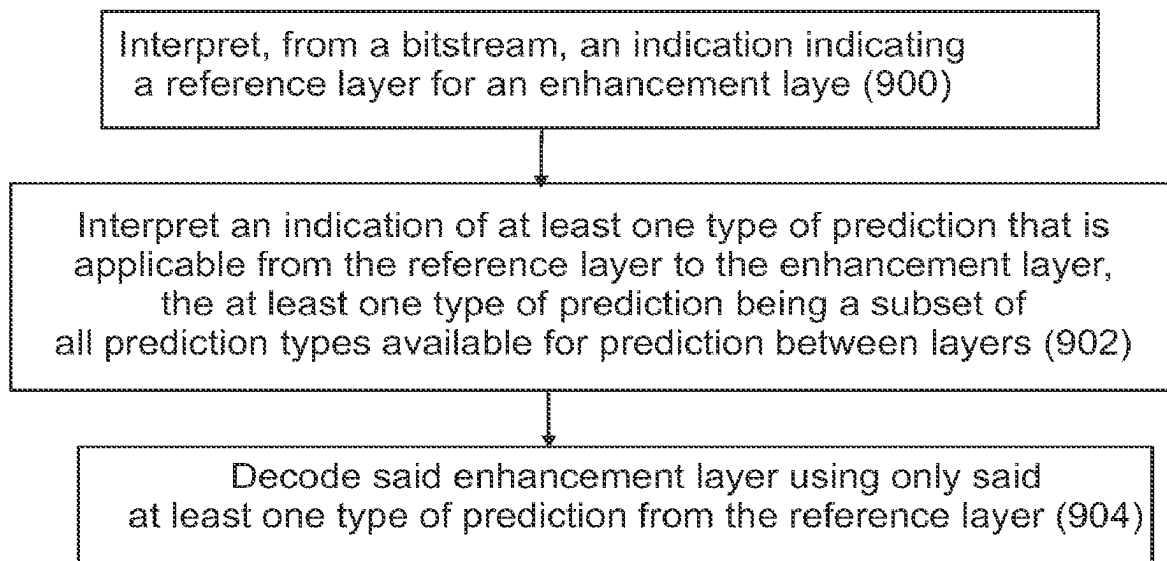 Interpret, from a bitstream, an indication indicating
a reference layer for an enhancement laye (900)
Interpret an indication of at least one type of prediction that is
applicable from the reference layer to the enhancement layer,
the at least one type of prediction being a subset of
all prediction types available for prediction between layers (902)
Decode said enhancement layer using only said
at least one type of prediction from the reference layer (904)